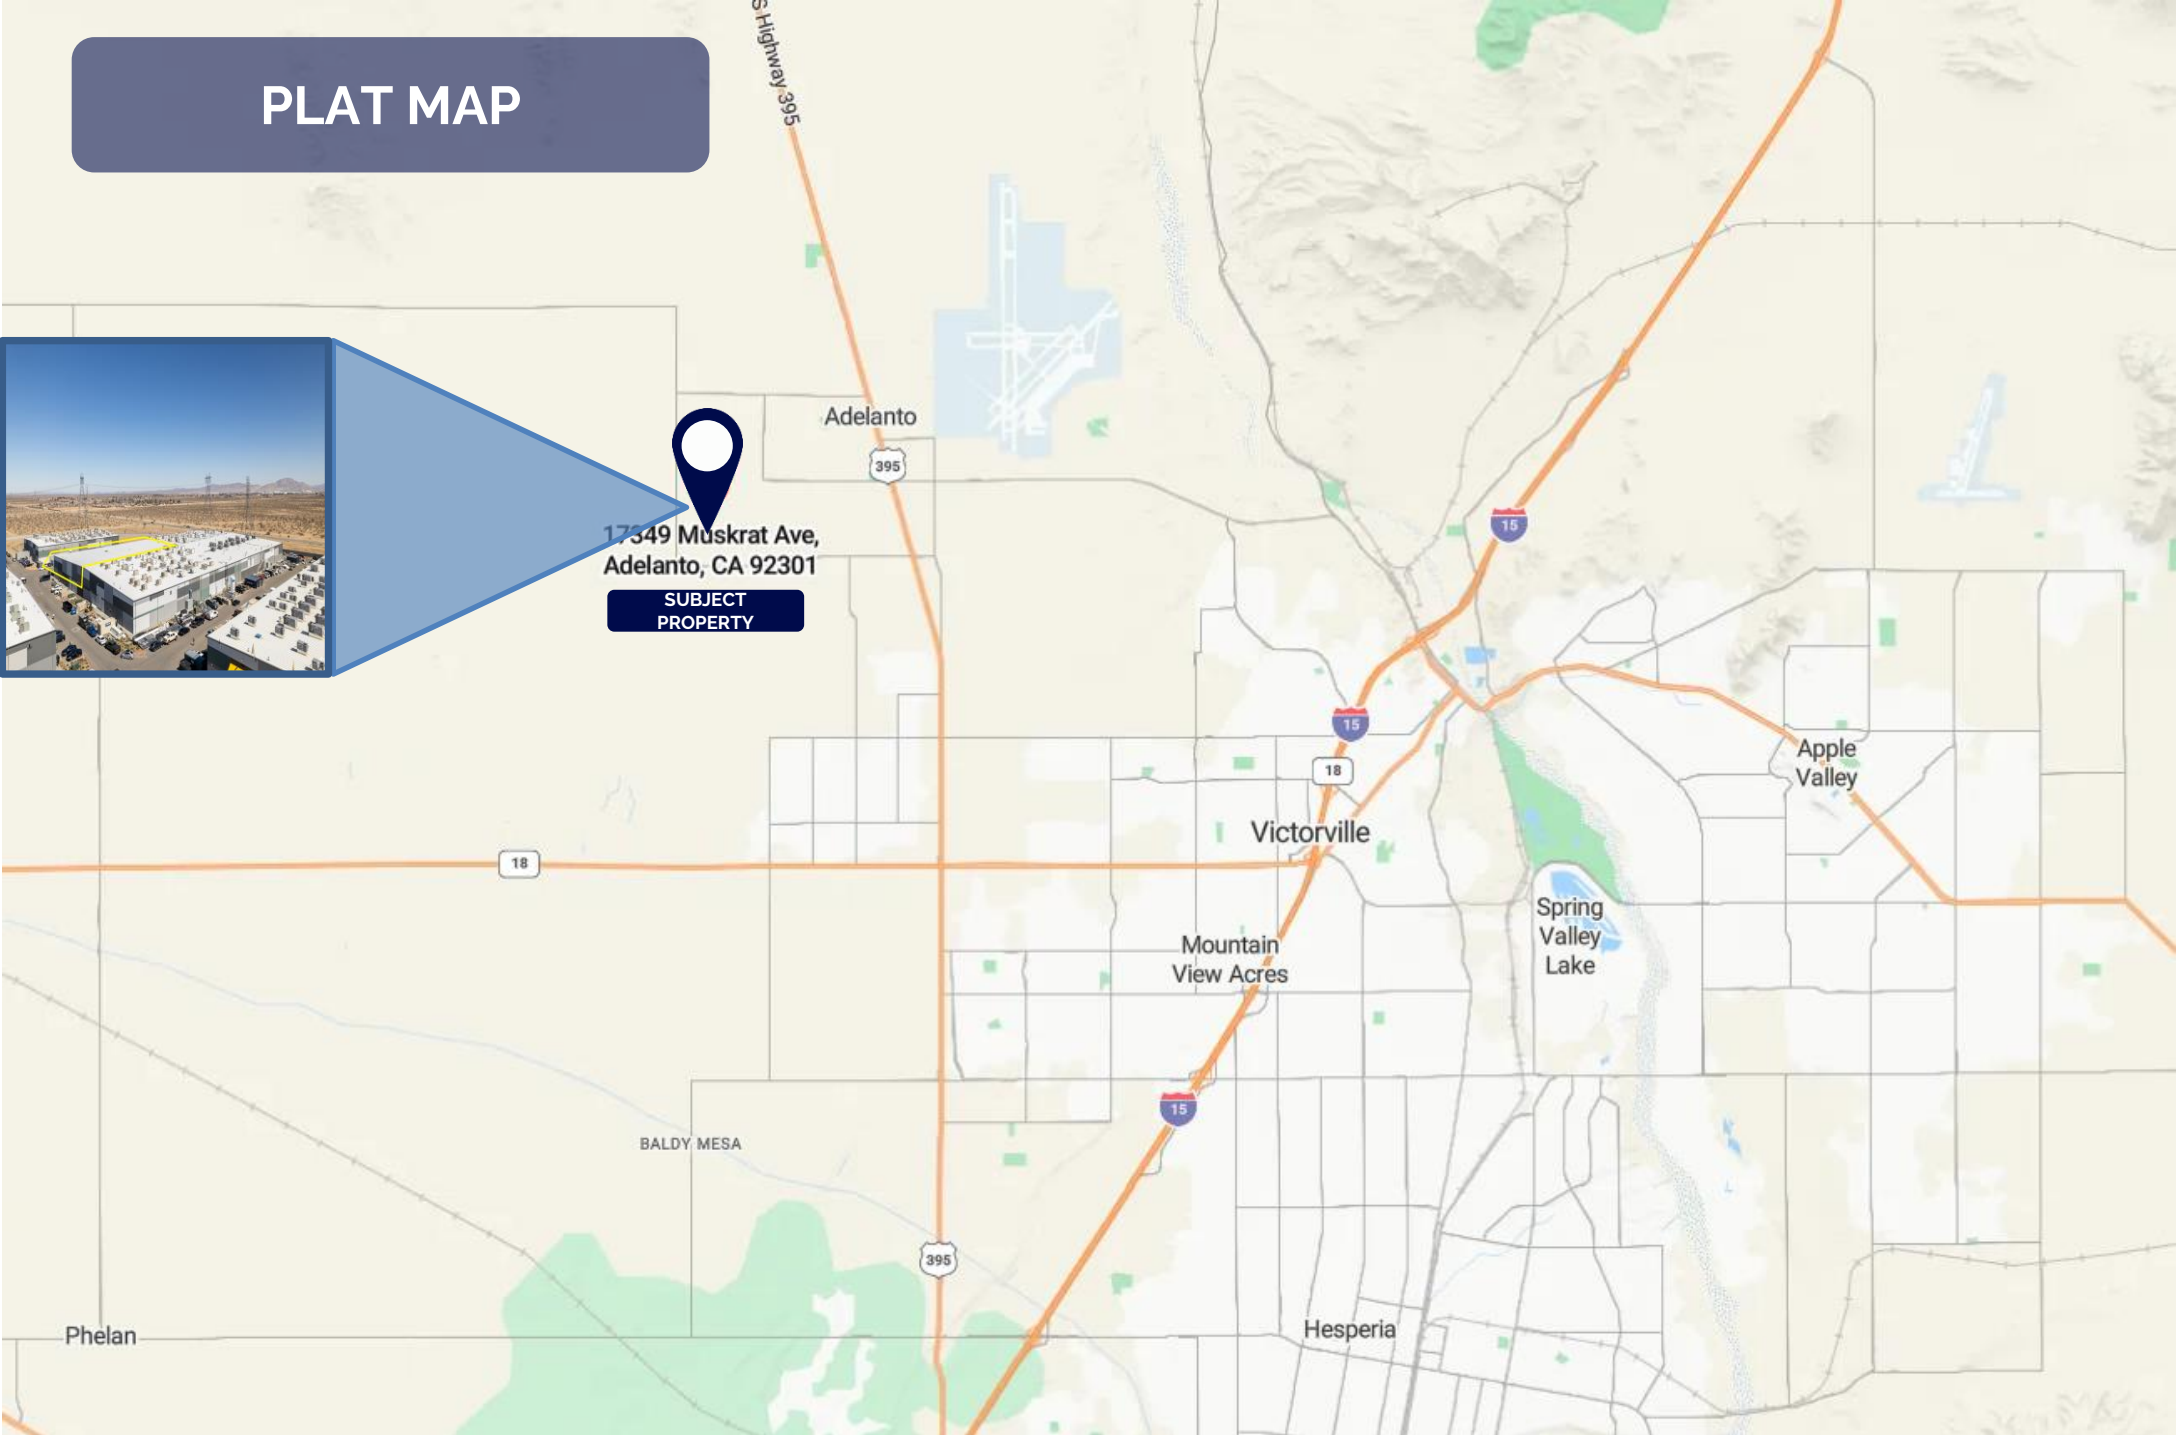 S Highway 395
PLAT MAP
Adelanto
395
17349 Muskrat Ave,
Adelanto, CA 92301
SUBJECT
PROPERTY
15
15
18
Apple
Valley
Victorville
18
Spring
Valley
Lake
Mountain
View Acres
15
BALDY MESA
395
Phelan
Hesperia